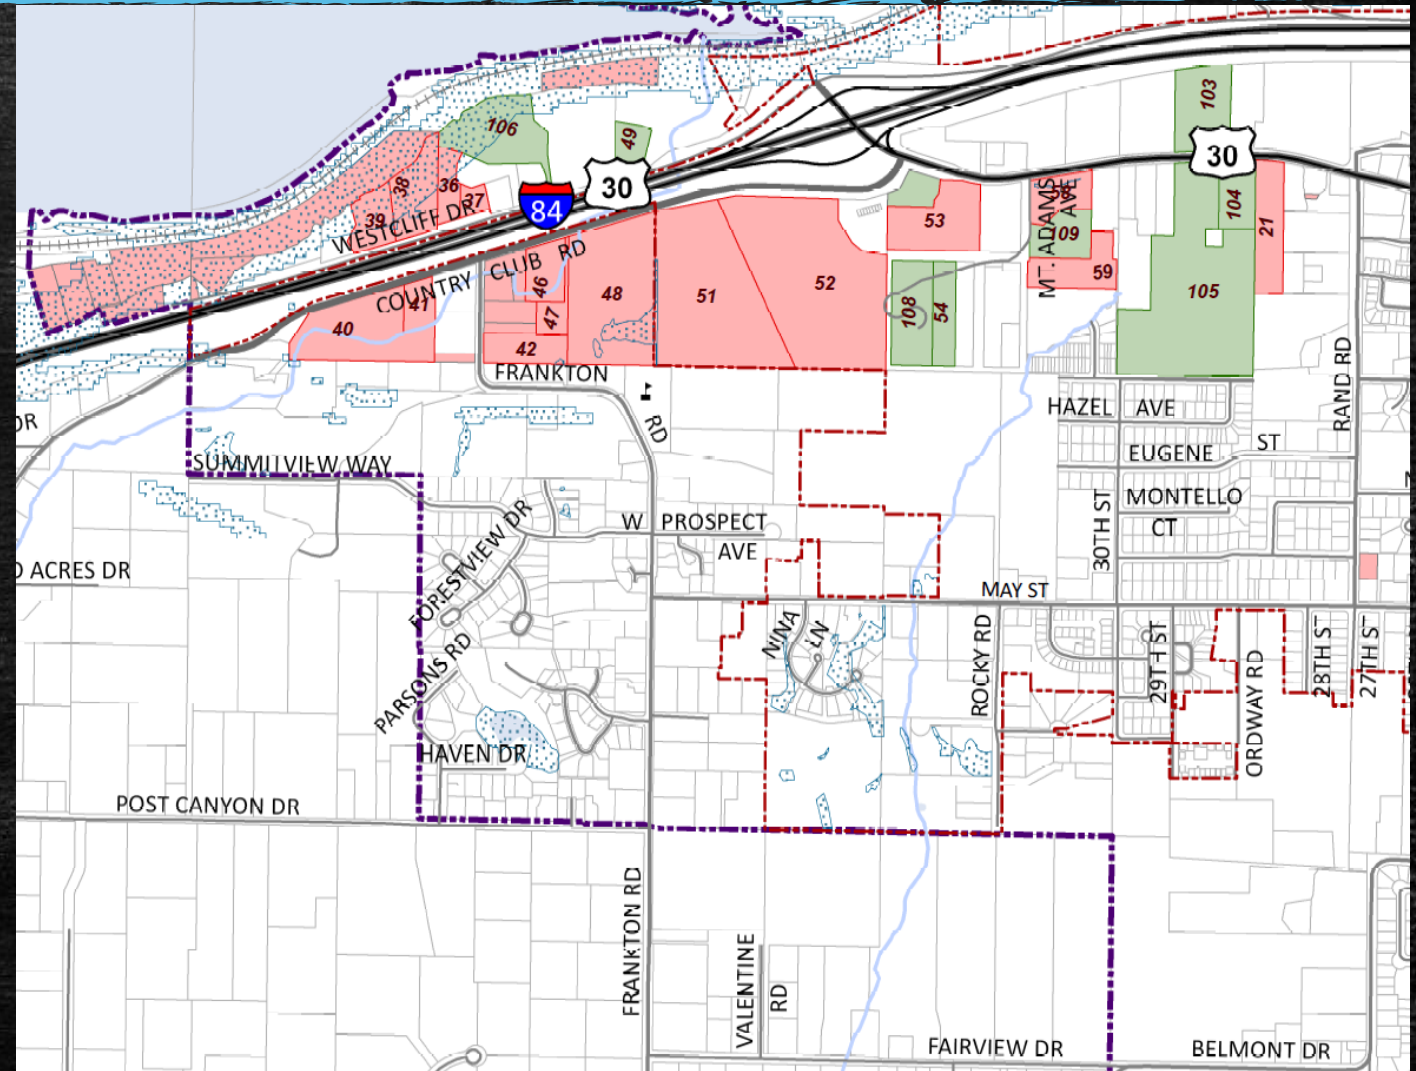 103
106
49
30
30
38
36
37
39
84
53
58
MT. ADAMS
AVE
109
104
21
WESTCLIFF DR
COUNTRY CLUB RD
59
46
48
51
52
108
54
105
41
40
47
42
FRANKTON
RD
HAZEL AVE
RAND RD
DR
EUGENE ST
SUMMITVIEW WAY
MONTELLO
CT
W PROSPECT
AVE
30TH ST
FORESTVIEW DR
ACRES DR
MAY ST
NINA
LN
ROCKY RD
29TH ST
28TH ST
27TH ST
PARSONS RD
ORDWAY RD
HAVEN DR
POST CANYON DR
FRANKTON RD
VALENTINE
RD
FAIRVIEW DR
BELMONT DR